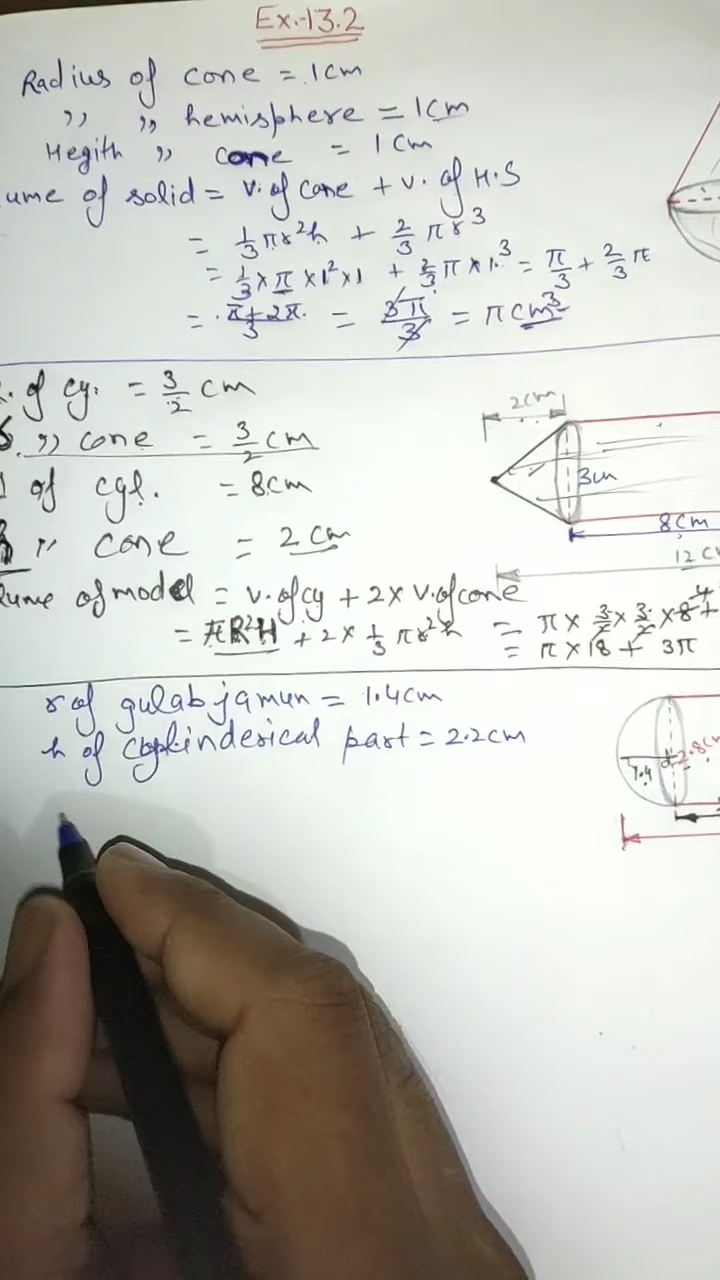 Ex.-13.2
Radius of cone = 1cm
,, ,, hemisphere = 1cm
Hegith ,, cone = 1cm
ume of solid = V. of Cone + V. of H.S
= 1/3 πr²h + 2/3 πr³
= 1/3 × π × 1² × 1 + 2/3 π × 1³ = π/3 + 2/3 π
= π+2π/3 = 3π/3 = π cm³
of cy. = 3/2 cm
,, cone = 3/2 cm
of cyl. = 8cm
h ,, cone = 2cm
lume of model = V. of cy + 2× V. of cone
= πR²H + 2× 1/3 πr²h = π × 3/2 × 3/2 × 8 4 +
= π × 18 + 3π
2cm
3cm
8cm
12 c
r of gulab jamun = 1.4cm
h of cylinderical part = 2.2cm
1.4
d=2.8c